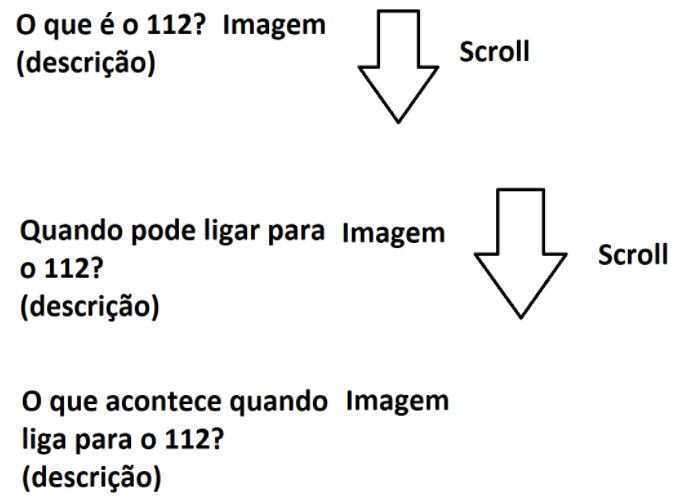 O que é o 112? Imagem
(descrição)
Scroll
Quando pode ligar para Imagem
o 112?
(descrição)
Scroll
O que acontece quando Imagem
liga para o 112?
(descrição)